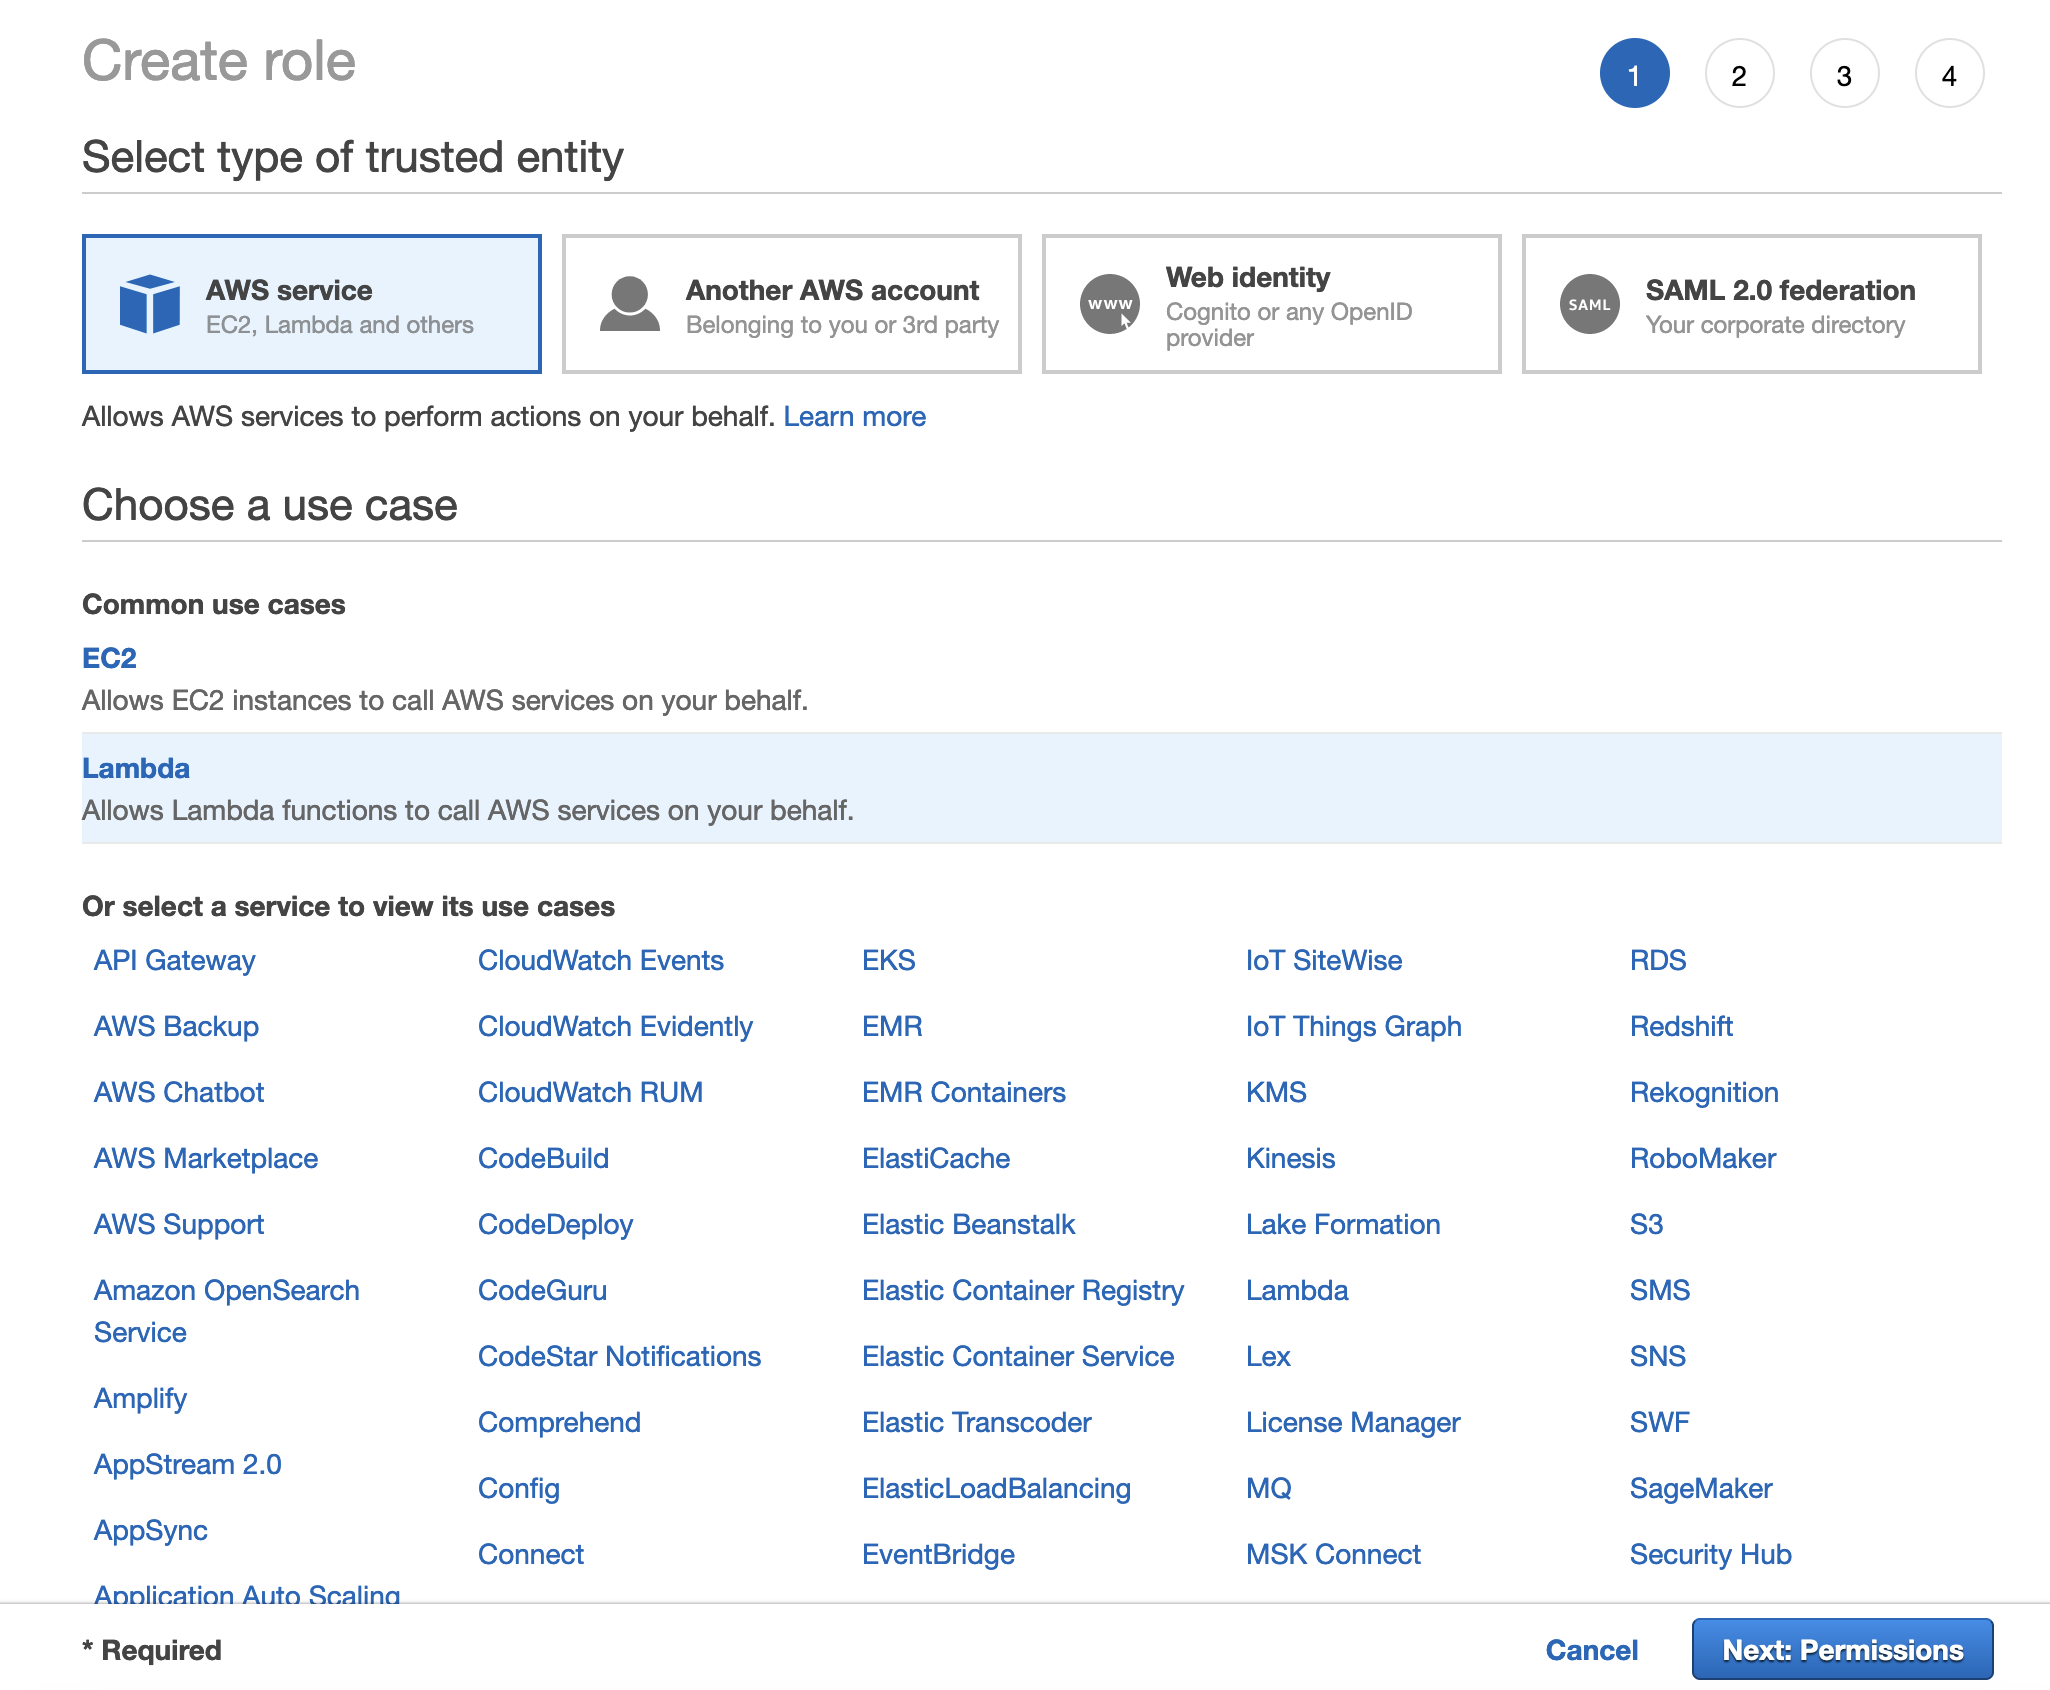 Create role
1 2 3 4
Select type of trusted entity
AWS service
EC2, Lambda and others
Another AWS account
Belonging to you or 3rd party
www
Web identity
Cognito or any OpenID
provider
SAML
SAML 2.0 federation
Your corporate directory
Allows AWS services to perform actions on your behalf. Learn more
Choose a use case
Common use cases
EC2
Allows EC2 instances to call AWS services on your behalf.
Lambda
Allows Lambda functions to call AWS services on your behalf.
Or select a service to view its use cases
API Gateway
AWS Backup
AWS Chatbot
AWS Marketplace
AWS Support
Amazon OpenSearch
Service
Amplify
AppStream 2.0
AppSync
Application Auto Scaling
CloudWatch Events
CloudWatch Evidently
CloudWatch RUM
CodeBuild
CodeDeploy
CodeGuru
CodeStar Notifications
Comprehend
Config
Connect
EKS
EMR
EMR Containers
ElastiCache
Elastic Beanstalk
Elastic Container Registry
Elastic Container Service
Elastic Transcoder
ElasticLoadBalancing
EventBridge
IoT SiteWise
IoT Things Graph
KMS
Kinesis
Lake Formation
Lambda
Lex
License Manager
MQ
MSK Connect
RDS
Redshift
Rekognition
RoboMaker
S3
SMS
SNS
SWF
SageMaker
Security Hub
* Required
Cancel
Next: Permissions